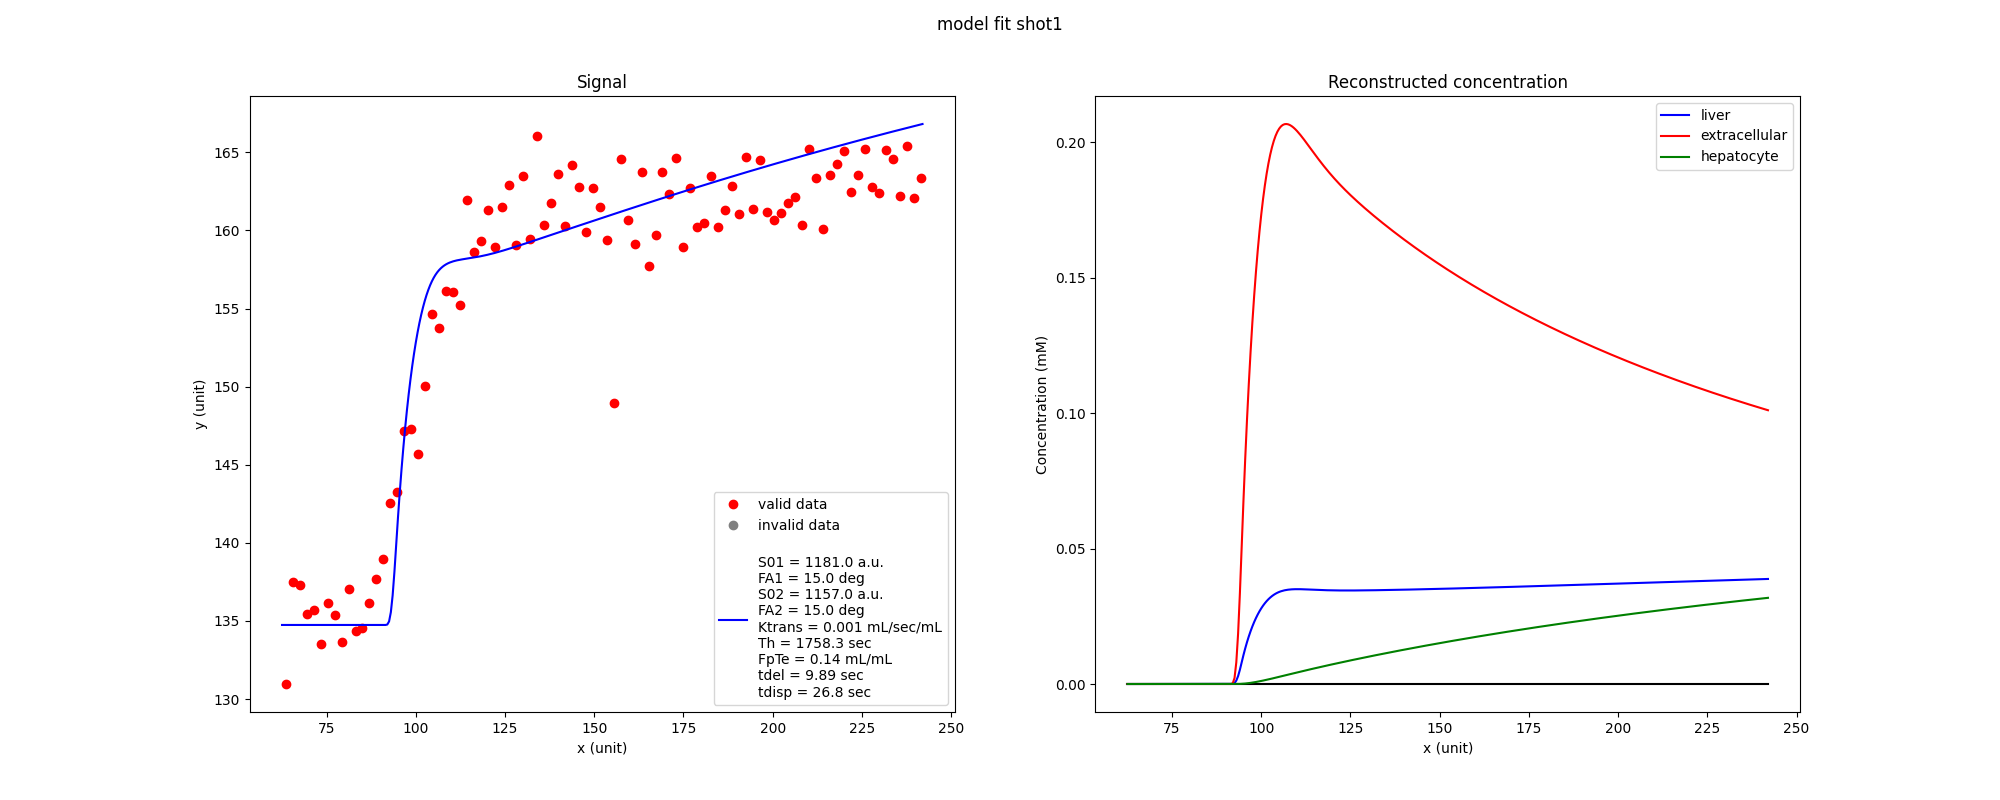 model fit shot1
Signal
y (unit)
165
160
155
150
145
140
135
130
75
100
125
150
175
200
225
250
x (unit)
valid data
invalid data
S01 = 1181.0 a.u.
FA1 = 15.0 deg
S02 = 1157.0 a.u.
FA2 = 15.0 deg
Ktrans = 0.001 mL/sec/mL
Th = 1758.3 sec
FpTe = 0.14 mL/mL
tdel = 9.89 sec
tdisp = 26.8 sec
Reconstructed concentration
Concentration (mM)
0.20
0.15
0.10
0.05
0.00
75
100
125
150
175
200
225
250
x (unit)
liver
extracellular
hepatocyte